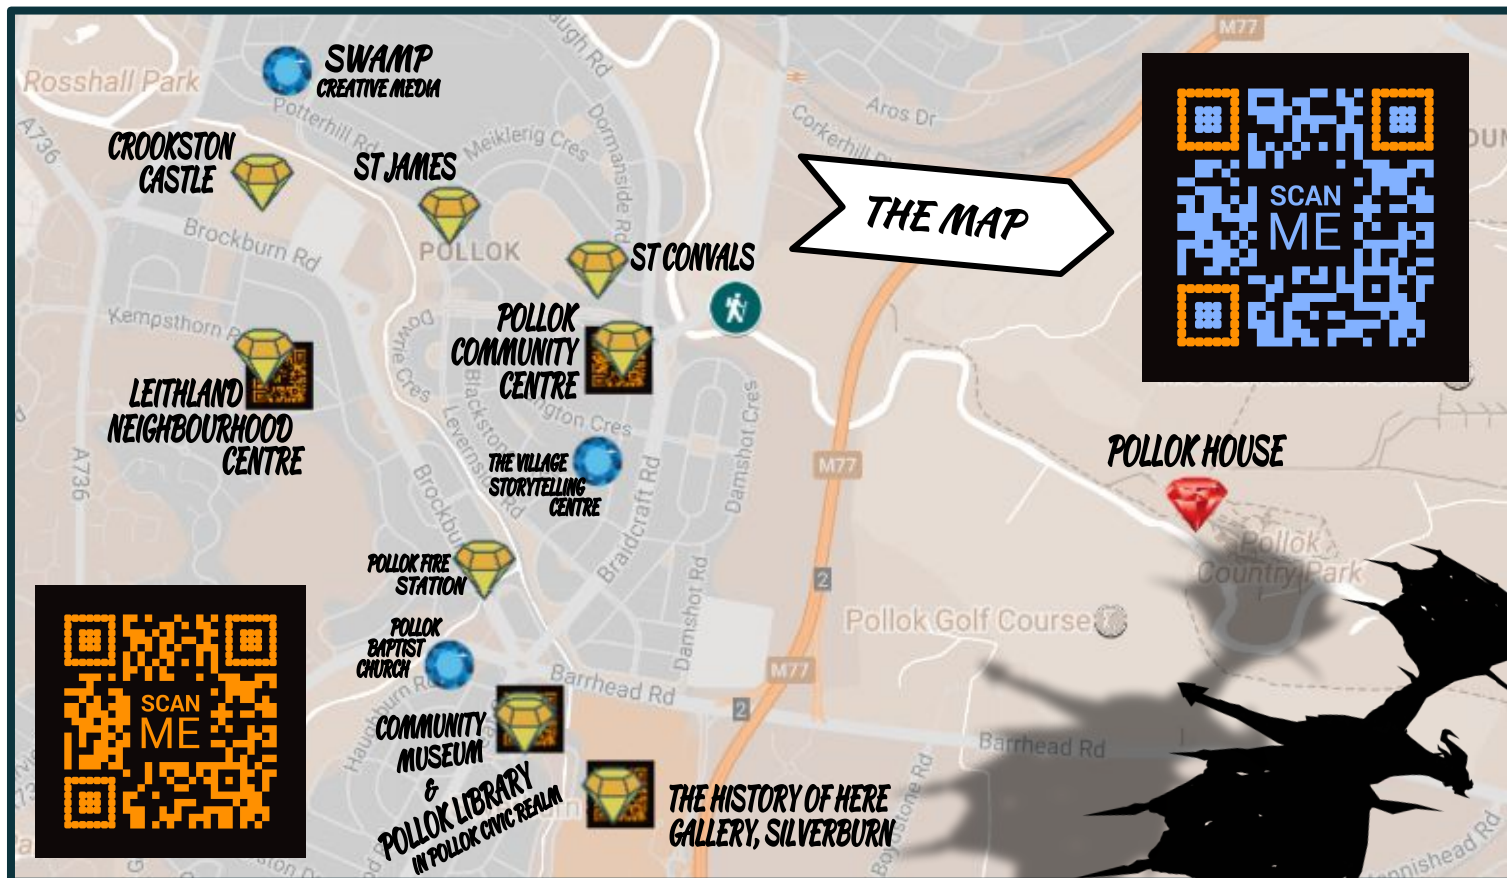 M77
SWAMP
CREATIVE MEDIA
Rosshall Park
A736
Potterhill Rd
Meiklerig Cres
Dormanside Rd
Aros Dr
Corkerhill
CROOKSTON
CASTLE
ST JAMES
POLLOK
Brockburn Rd
ST CONVALS
THE MAP
SCAN
ME
Kempsthorn
POLLOK
COMMUNITY
CENTRE
LEITHLAND
NEIGHBOURHOOD
CENTRE
Dowrie Cres
THE VILLAGE
STORYTELLING
CENTRE
Damshot Cres
Braidcraft Rd
A736
M77
POLLOK HOUSE
Pollok
Country Park
POLLOK FIRE
STATION
2
Pollok Golf Course
Damshot Rd
POLLOK
BAPTIST
CHURCH
M77
Barrhead Rd
2
Barrhead Rd
SCAN
ME
COMMUNITY
MUSEUM
&
POLLOK LIBRARY
IN POLLOK CIVIC REALM
THE HISTORY OF HERE
GALLERY, SILVERBURN